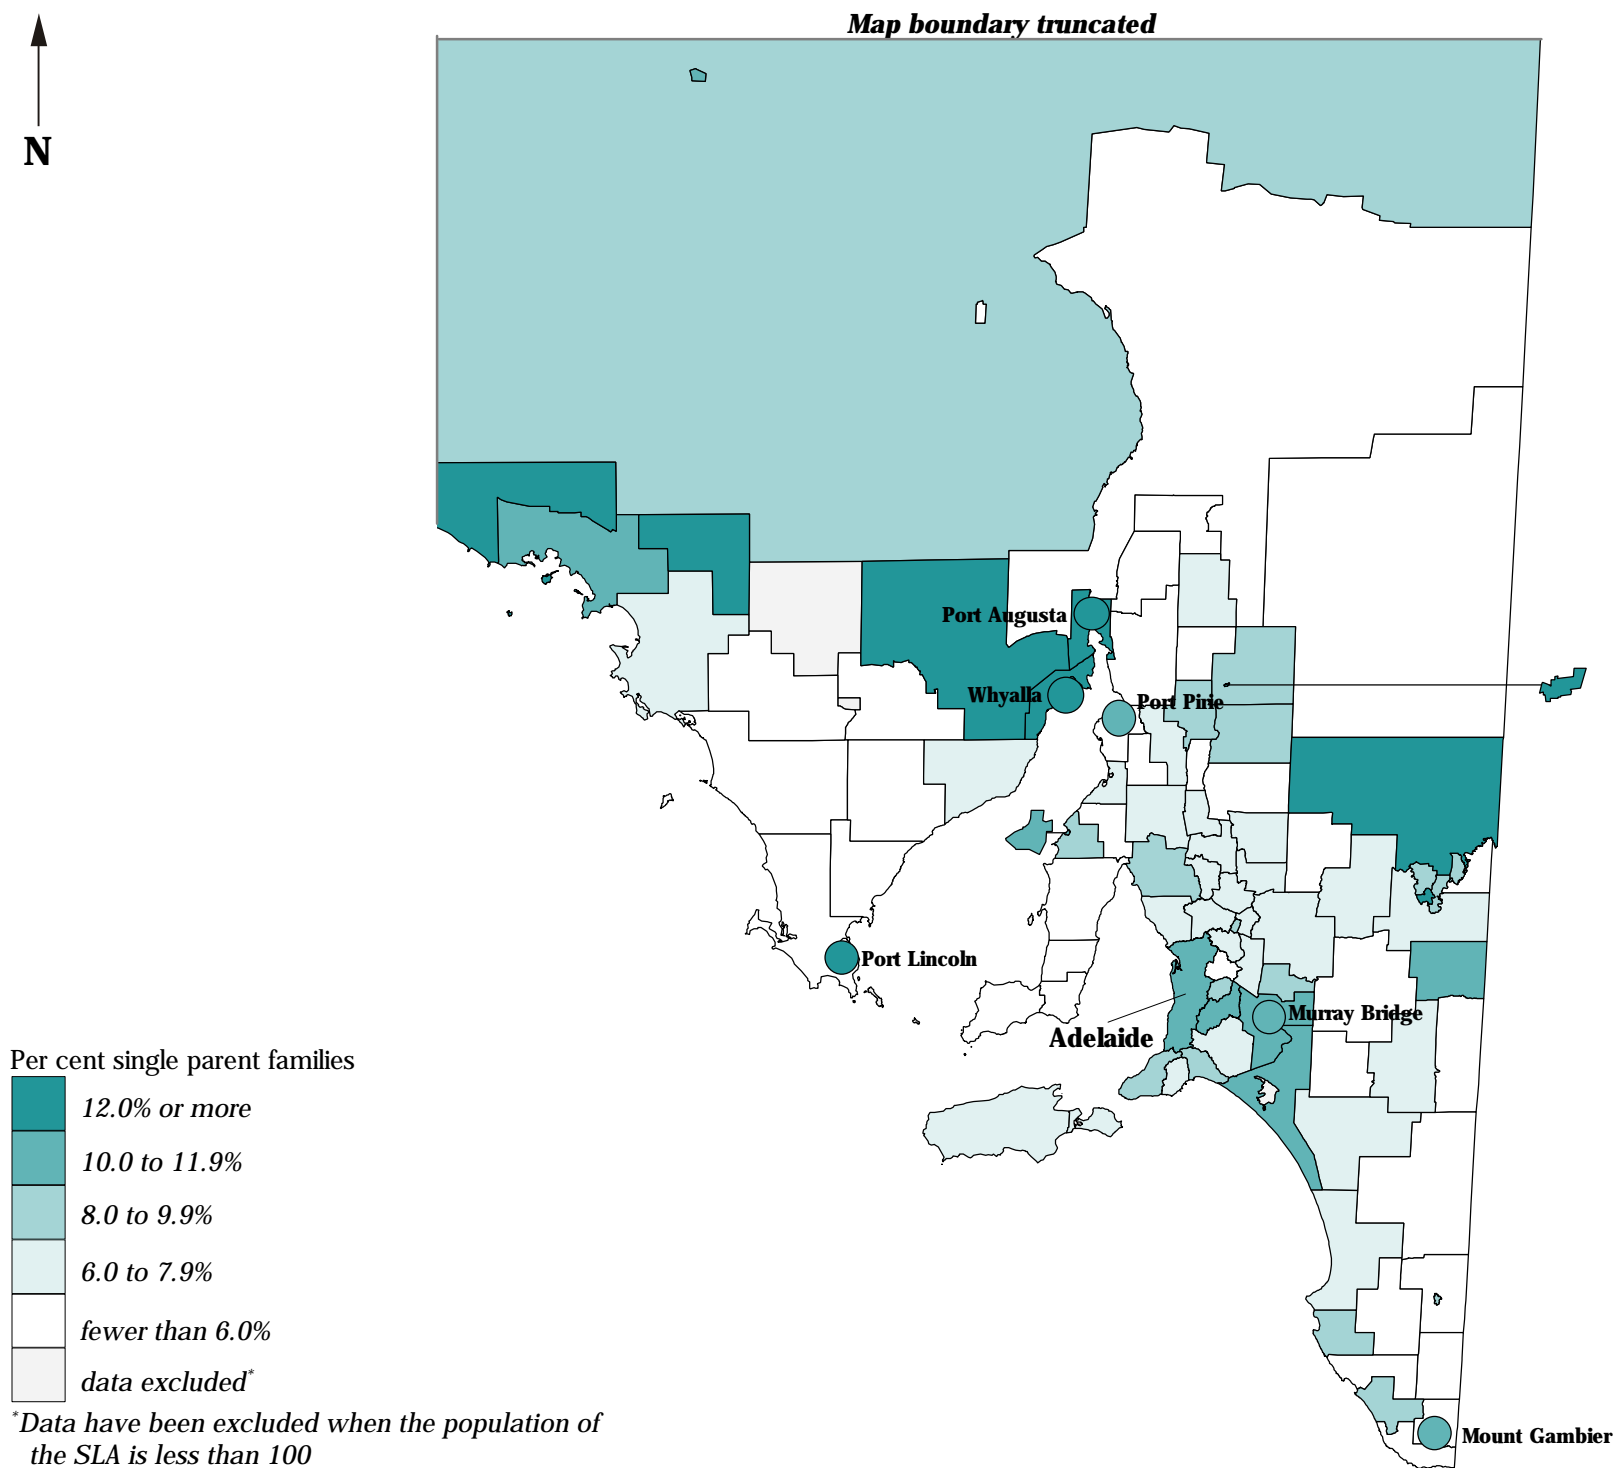 Map boundary truncated
N
Port Augusta
Whyalla
Port Pirie
Port Lincoln
Murray Bridge
Adelaide
Per cent single parent families
12.0% or more
10.0 to 11.9%
8.0 to 9.9%
6.0 to 7.9%
fewer than 6.0%
data excluded*
*Data have been excluded when the population of
the SLA is less than 100
Mount Gambier